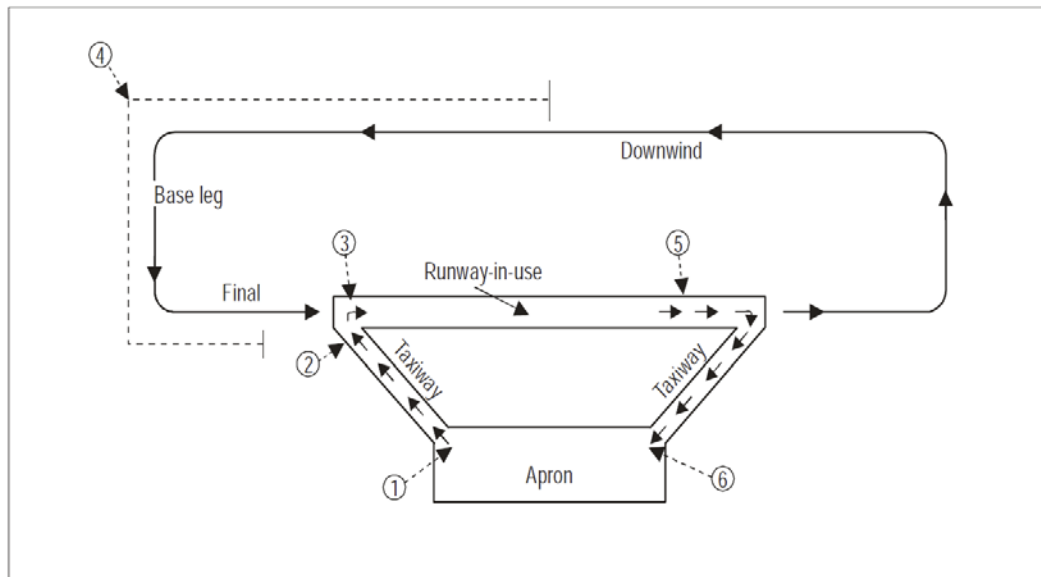 ④
Downwind
Base leg
③
⑤
Runway-in-use
Final
②
Taxiway
Taxiway
①
Apron
⑥